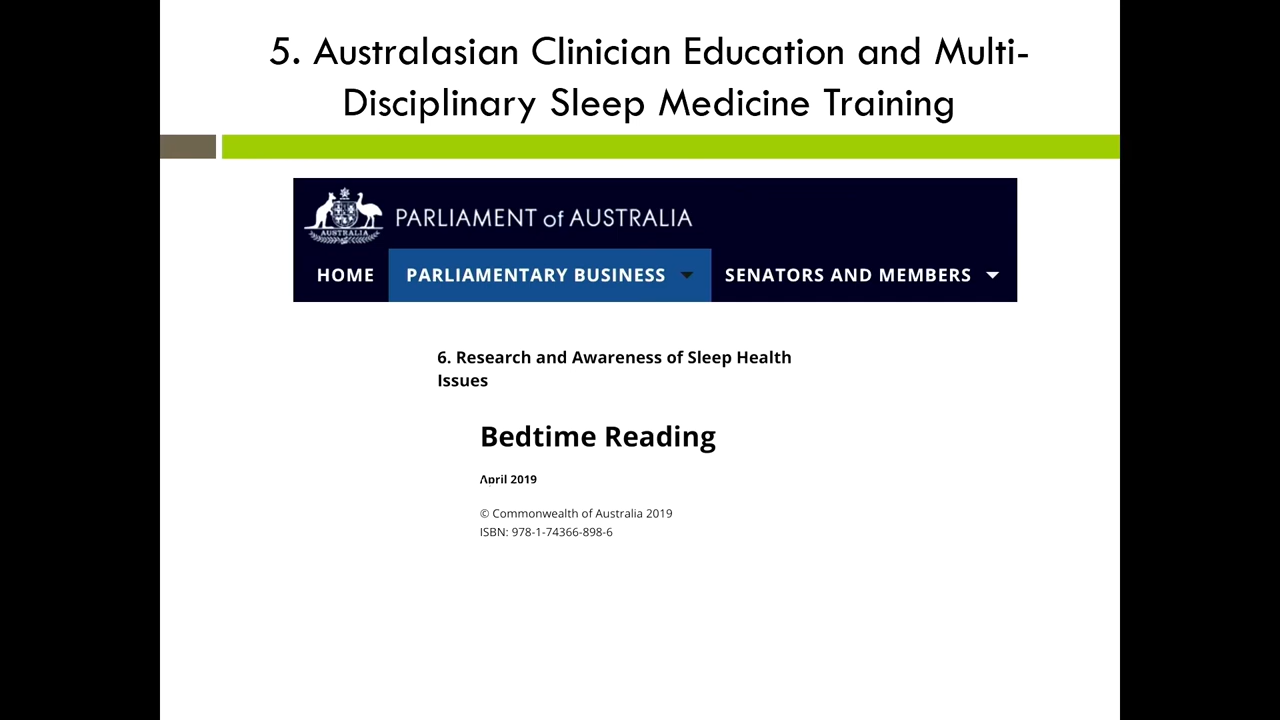 5. Australasian Clinician Education and Multi-
Disciplinary Sleep Medicine Training
PARLIAMENT of AUSTRALIA
AUSTRALIA
HOME PARLIAMENTARY BUSINESS SENATORS AND MEMBERS
6. Research and Awareness of Sleep Health
Issues
Bedtime Reading
April 2019
© Commonwealth of Australia 2019
ISBN: 978-1-74366-898-6